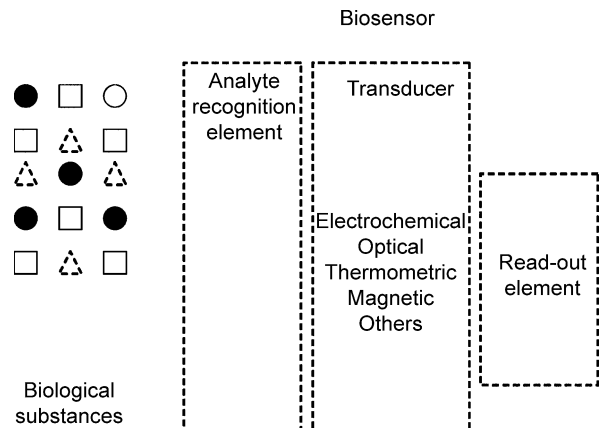 Biosensor
Analyte
recognition
element
Transducer
Electrochemical
Optical
Thermometric
Magnetic
Others
Read-out
element
Biological
substances